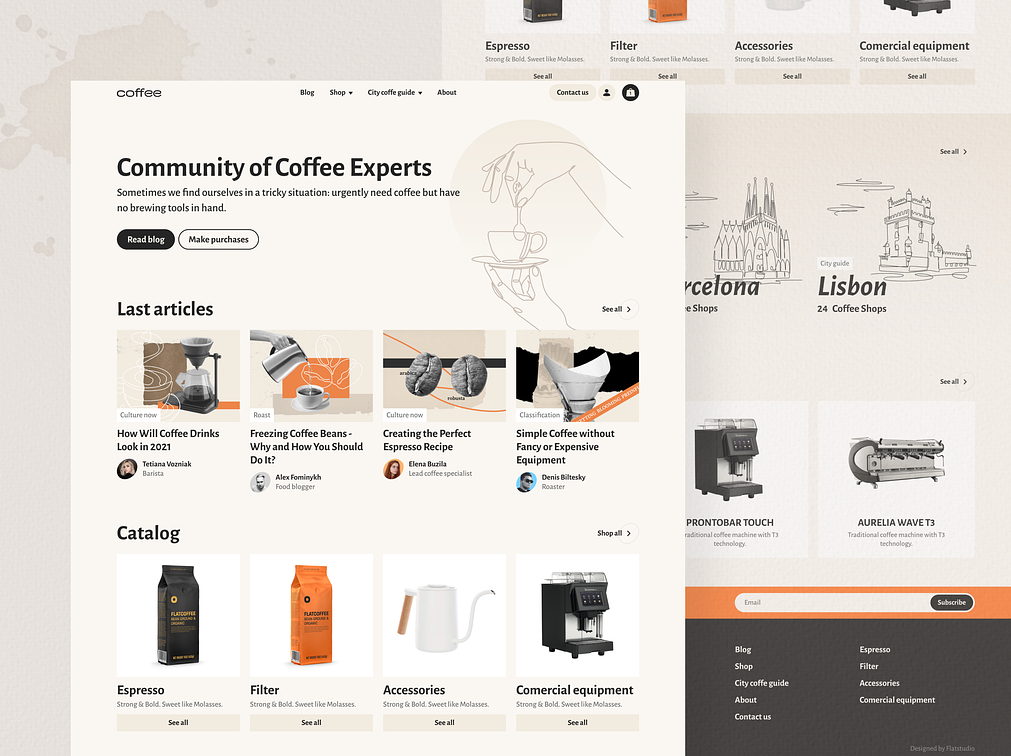 Espresso
Strong & Bold. Sweet like Molasses.
See all
Filter
Strong & Bold. Sweet like Molasses.
See all
Accessories
Strong & Bold. Sweet like Molasses.
See all
Comercial equipment
Strong & Bold. Sweet like Molasses.
See all
coffee
Blog
Shop
City coffe guide
About
Contact us
Community of Coffee Experts
Sometimes we find ourselves in a tricky situation: urgently need coffee but have
no brewing tools in hand.
Read blog
Make purchases
Last articles
See all
Culture now
How Will Coffee Drinks
Look in 2021
Tetiana Vozniak
Barista
Roast
Freezing Coffee Beans -
Why and How You Should
Do It?
Alex Fominykh
Food blogger
arabica
robusta
Culture now
Creating the Perfect
Espresso Recipe
Elena Buzila
Lead coffee specialist
Classification
Simple Coffee without
Fancy or Expensive
Equipment
Denis Biltesky
Roaster
Catalog
Shop all
FLATCOFFEE
BEAN GROUND &
ORGANIC
Espresso
Strong & Bold. Sweet like Molasses.
See all
FLATCOFFEE
BEAN GROUND &
ORGANIC
Filter
Strong & Bold. Sweet like Molasses.
See all
Accessories
Strong & Bold. Sweet like Molasses.
See all
Comercial equipment
Strong & Bold. Sweet like Molasses.
See all
See all
rcelona
ee Shops
City guide
Lisbon
24 Coffee Shops
See all
PRONTOBAR TOUCH
raditional coffee machine with T3
technology.
AURELIA WAVE T3
Traditional coffee machine with T3
technology.
Email
Subscribe
Blog
Shop
City coffe guide
About
Contact us
Espresso
Filter
Accessories
Comercial equipment
Designed by Flatstudio